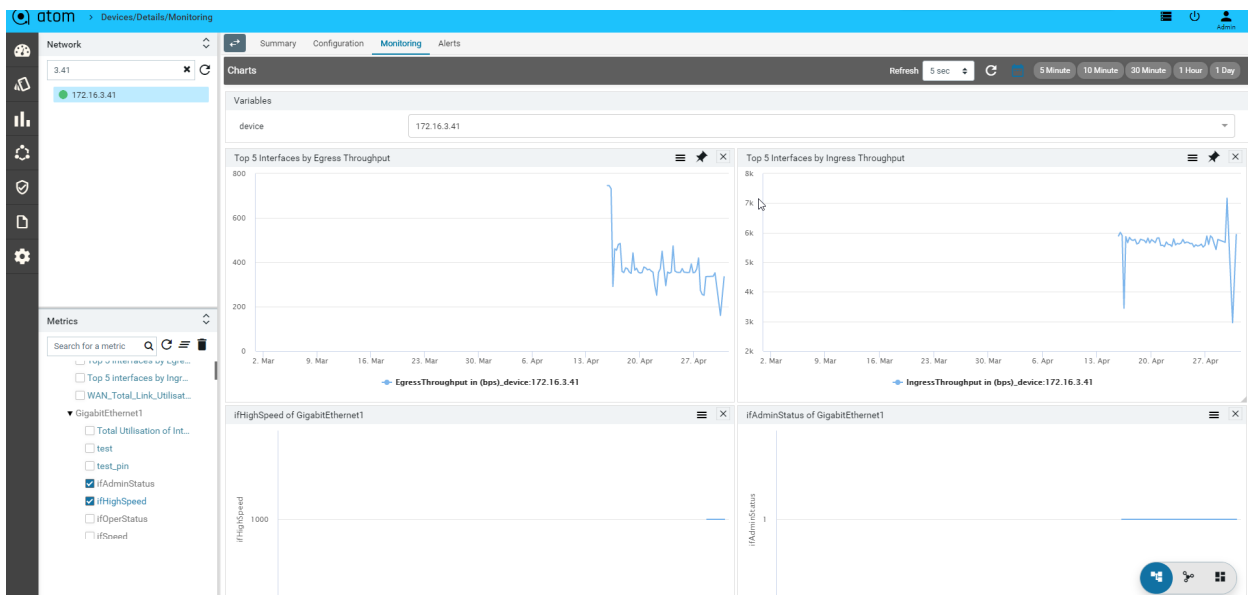 atom > Devices/Details/Monitoring
Admin
Network
3.41
172.16.3.41
Metrics
Search for a metric
Top 5 interfaces by Egre...
Top 5 interfaces by Ingr...
WAN_Total_Link_Utilisat...
GigabitEthernet1
Total Utilisation of Int...
test
test_pin
ifAdminStatus
ifHighSpeed
ifOperStatus
ifSpeed
Summary Configuration Monitoring Alerts
Charts Refresh 5 sec 5 Minute 10 Minute 30 Minute 1 Hour 1 Day
Variables
device 172.16.3.41
Top 5 Interfaces by Egress Throughput
800
600
400
200
0
2. Mar 9. Mar 16. Mar 23. Mar 30. Mar 6. Apr 13. Apr 20. Apr 27. Apr
EgressThroughput in (bps)_device:172.16.3.41
Top 5 Interfaces by Ingress Throughput
8k
7k
6k
5k
4k
3k
2k
2. Mar 9. Mar 16. Mar 23. Mar 30. Mar 6. Apr 13. Apr 20. Apr 27. Apr
IngressThroughput in (bps)_device:172.16.3.41
ifHighSpeed of GigabitEthernet1
ifHighSpeed
1000
ifAdminStatus of GigabitEthernet1
ifAdminStatus
1